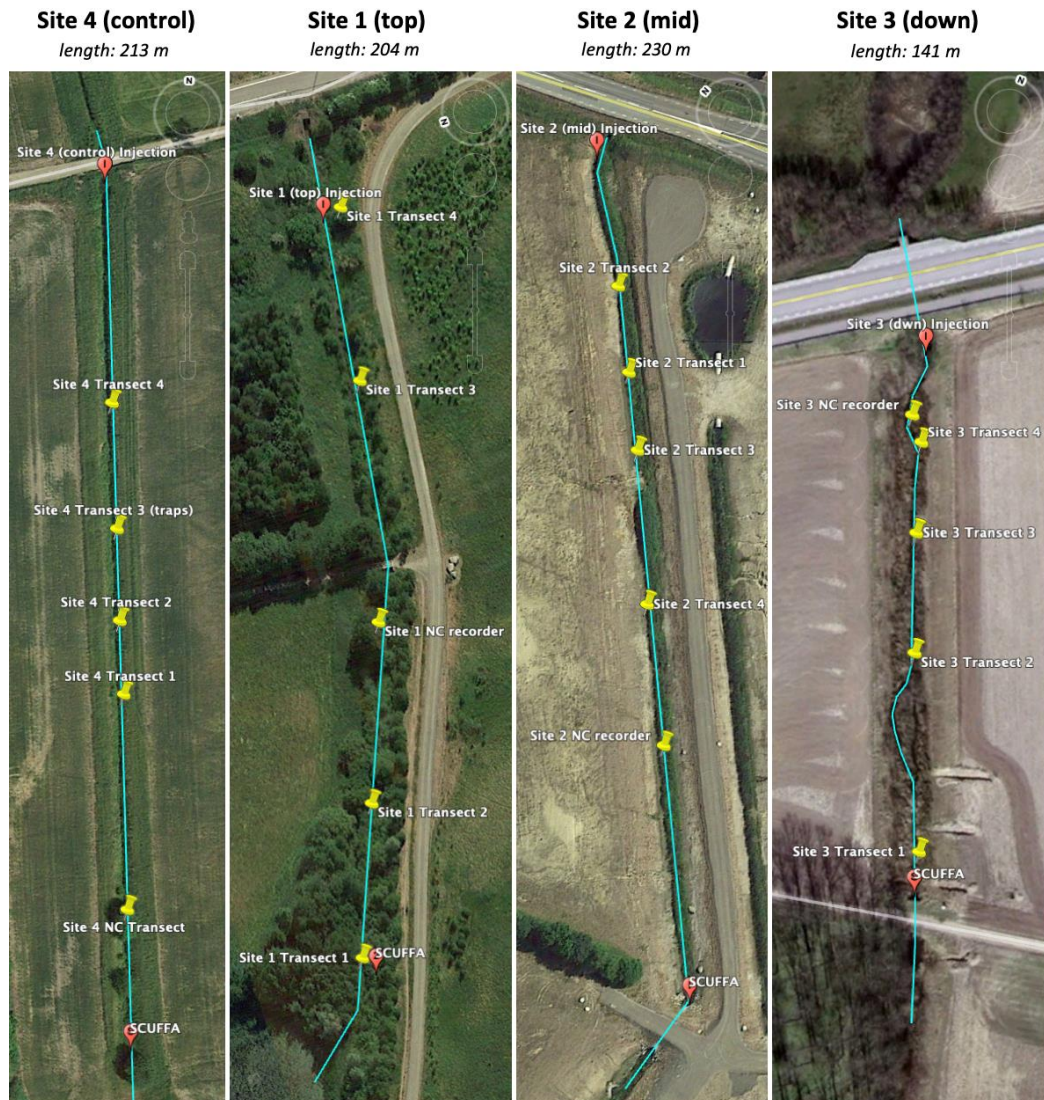 Site 4 (control)
length: 213 m
N
Site 4 (control) Injection
Site 4 Transect 4
Site 4 Transect 3 (traps)
Site 4 Transect 2
Site 4 Transect 1
Site 4 NC Transect
SCUFFA
Site 1 (top)
length: 204 m
N
Site 1 (top) Injection
Site 1 Transect 4
Site 1 Transect 3
Site 1 NC recorder
Site 1 Transect 2
Site 1 Transect 1
SCUFFA
Site 2 (mid)
length: 230 m
N
Site 2 (mid) Injection
Site 2 Transect 2
Site 2 Transect 1
Site 2 Transect 3
Site 2 Transect 4
Site 2 NC recorder
SCUFFA
Site 3 (down)
length: 141 m
N
Site 3 (dwn) Injection
Site 3 NC recorder
Site 3 Transect 4
Site 3 Transect 3
Site 3 Transect 2
Site 3 Transect 1
SCUFFA